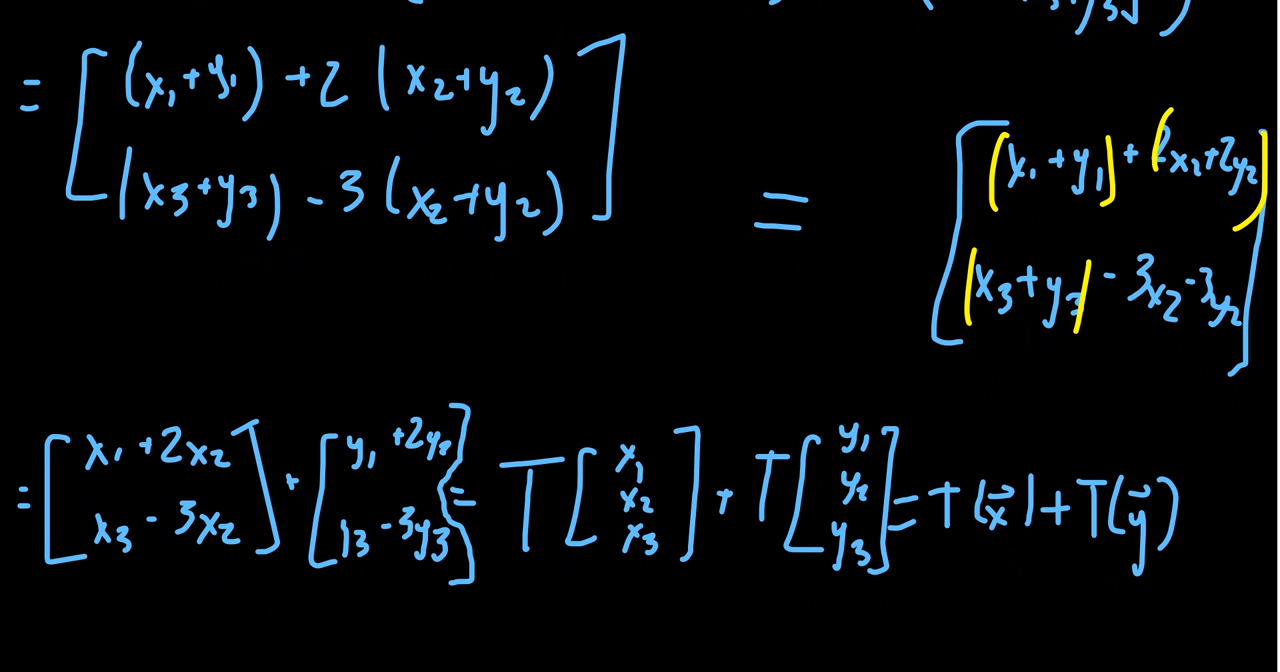 = [ (x₁+y₁) + 2 (x₂+y₂)
(x3+y3) - 3 (x₂+y₂) ]
= [ (x₁+y₁) + (2x₂+2y₂)
(x₃+y₃) - 3x₂ - 3y₂ ]
= [ x₁ +2x₂
x₃ - 3x₂ ] + [ y₁ +2y₂
y3 - 3y3 ] = T [ x₁
x₂
x₃ ] + T [ y₁
y₂
y₃ ] = T(x⃗) + T(y⃗)